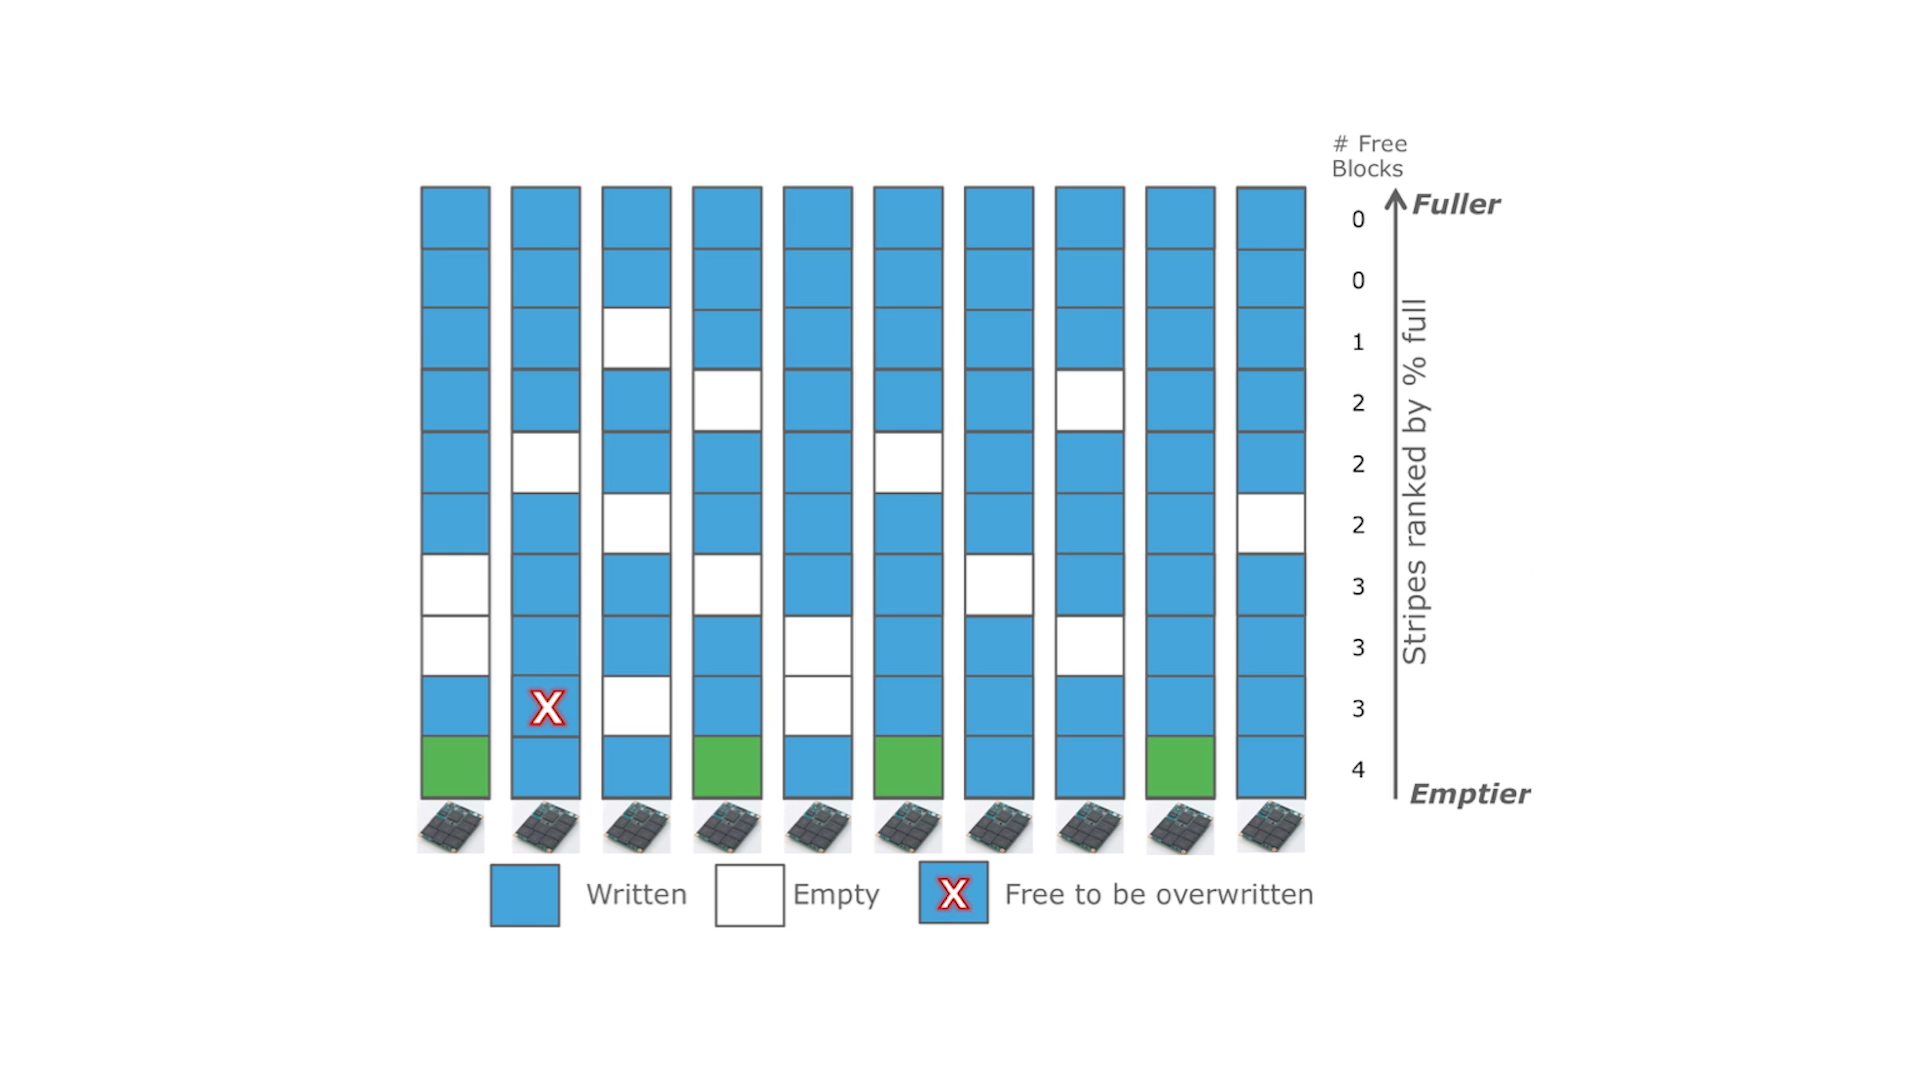 # Free
Blocks
Fuller
0
0
1
2
2
2
3
3
3
4
Stripes ranked by % full
Emptier
X
Written
Empty
X
Free to be overwritten